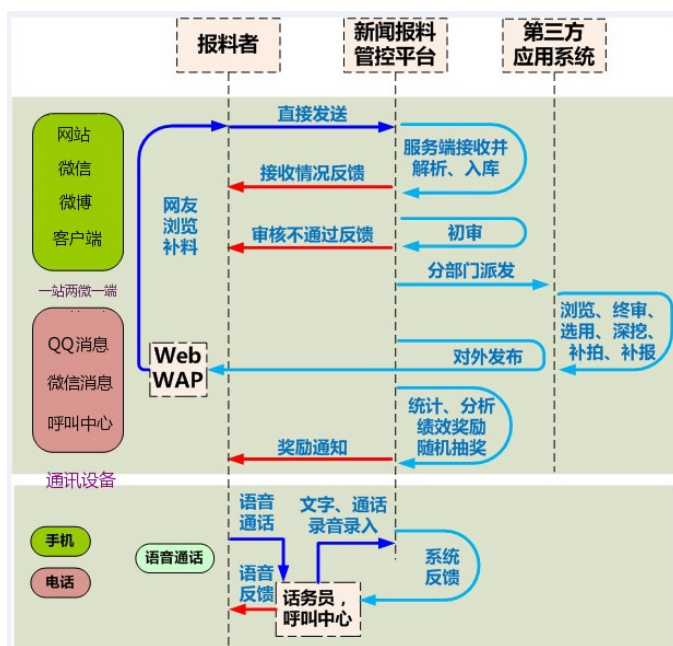 报料者
新闻报料
管控平台
第三方
应用系统
网站
微信
微博
客户端
一站两微一端
QQ消息
微信消息
呼叫中心
通讯设备
直接发送
服务端接收并
解析、入库
接收情况反馈
网友
浏览
补料
初审
审核不通过反馈
分部门派发
浏览、终审、
选用、深挖、
补拍、补报
Web
WAP
对外发布
统计、分析
绩效奖励
随机抽奖
奖励通知
手机
电话
语音通话
语音
通话
文字、通话
录音录入
系统
反馈
语音
反馈
话务员，
呼叫中心